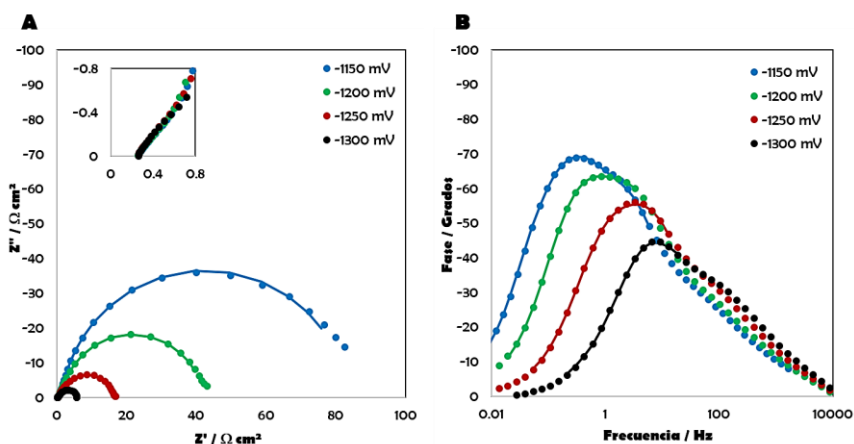 A
-100
-90
-80
-70
-60
-50
-40
-30
-20
-10
0
Z'' / Ω cm²
0
20
40
60
80
100
Z' / Ω cm²
-0.8
-0.4
0
0
0.4
0.8
-1150 mV
-1200 mV
-1250 mV
-1300 mV
B
-100
-90
-80
-70
-60
-50
-40
-30
-20
-10
0
Fase / Grados
0.01
1
100
10000
Frecuencia / Hz
-1150 mV
-1200 mV
-1250 mV
-1300 mV